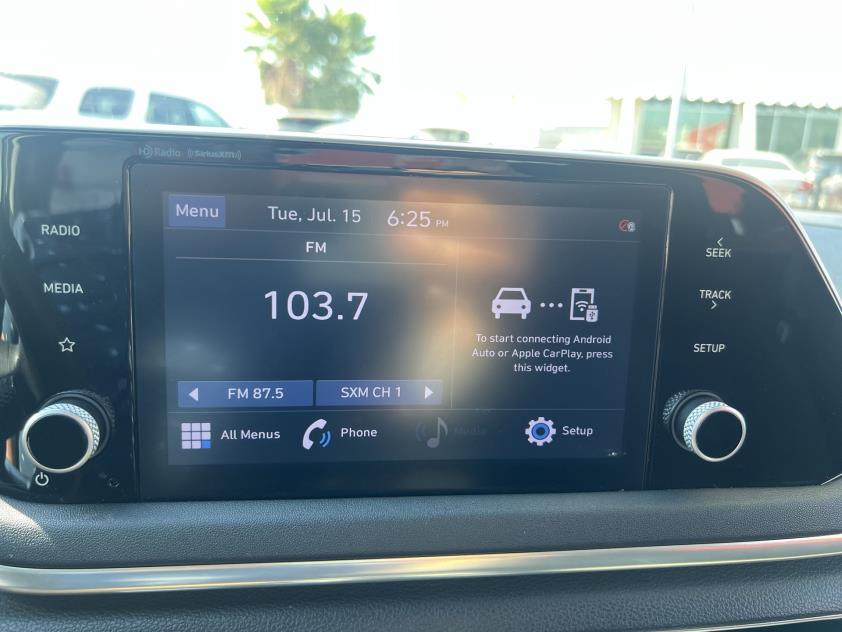 HD Radio ((SiriusXM))
RADIO
MEDIA
Menu
Tue, Jul. 15
6:25 PM
FM
103.7
To start connecting Android
Auto or Apple CarPlay, press
this widget.
FM 87.5
SXM CH 1
All Menus
Phone
Media
Setup
SEEK
TRACK
SETUP